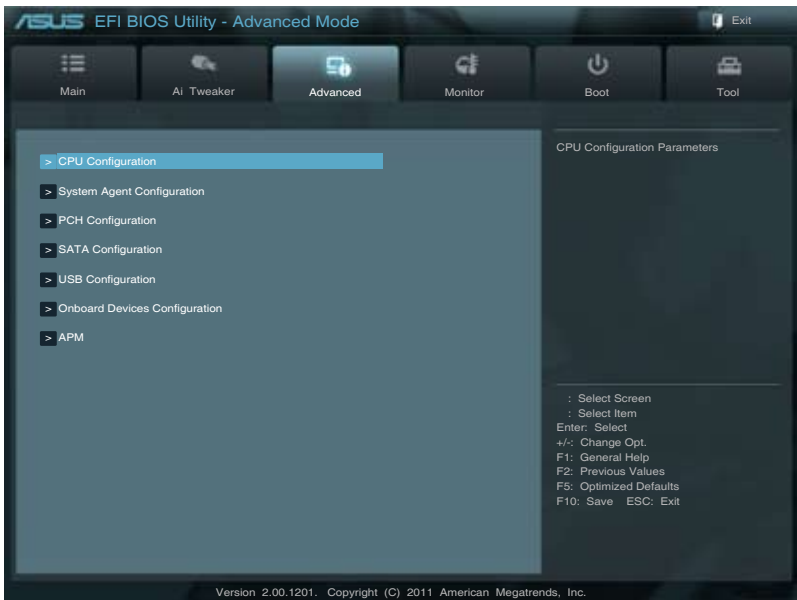 ASUS EFI BIOS Utility - Advanced Mode
Exit
Main
Ai Tweaker
Advanced
Monitor
Boot
Tool
> CPU Configuration
> System Agent Configuration
> PCH Configuration
> SATA Configuration
> USB Configuration
> Onboard Devices Configuration
> APM
CPU Configuration Parameters
: Select Screen
: Select Item
Enter: Select
+/-: Change Opt.
F1: General Help
F2: Previous Values
F5: Optimized Defaults
F10: Save ESC: Exit
Version 2.00.1201. Copyright (C) 2011 American Megatrends, Inc.